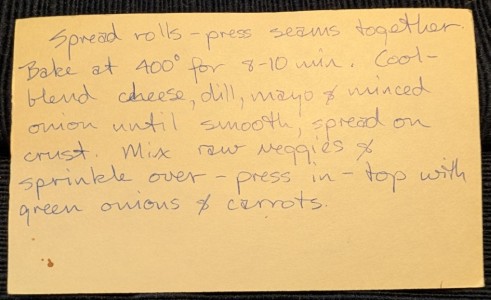 Spread rolls - press seams together.
Bake at 400° for 8-10 min. Cool -
blend cheese, dill, mayo & minced
onion until smooth, spread on
crust. Mix raw veggies &
sprinkle over - press in - top with
green onions & carrots.